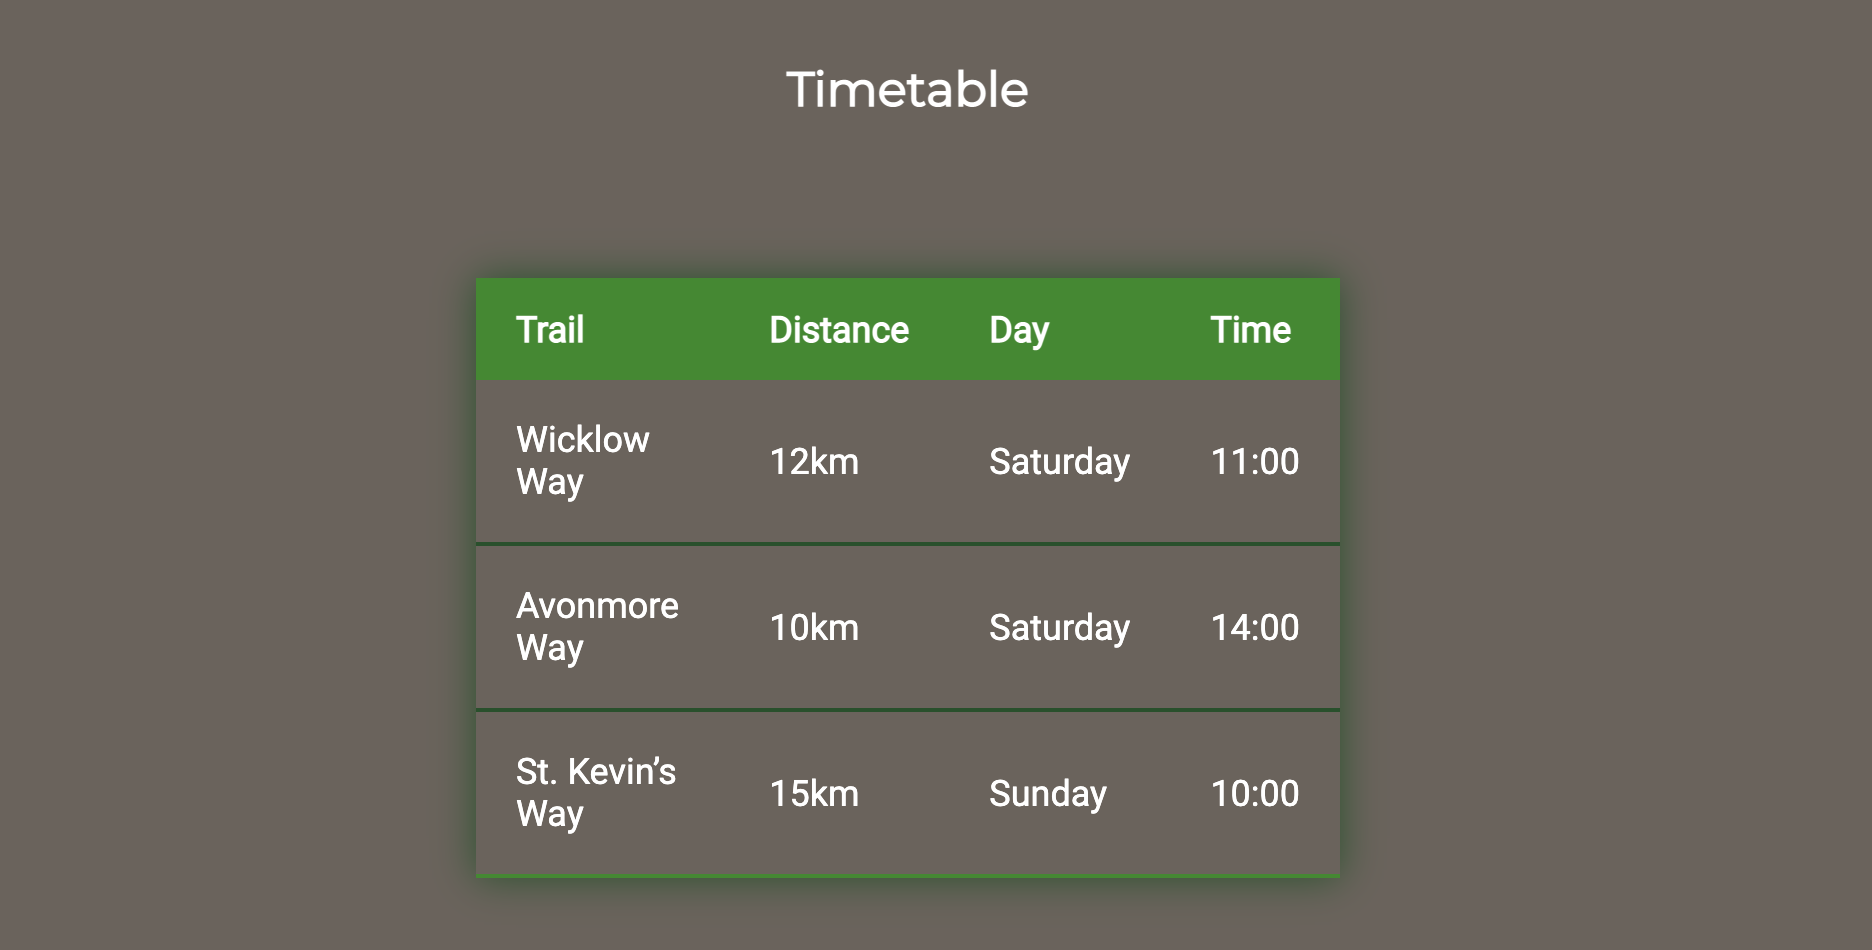 Timetable
Trail Distance Day Time
Wicklow
Way
12km Saturday 11:00
Avonmore
Way
10km Saturday 14:00
St. Kevin’s
Way
15km Sunday 10:00